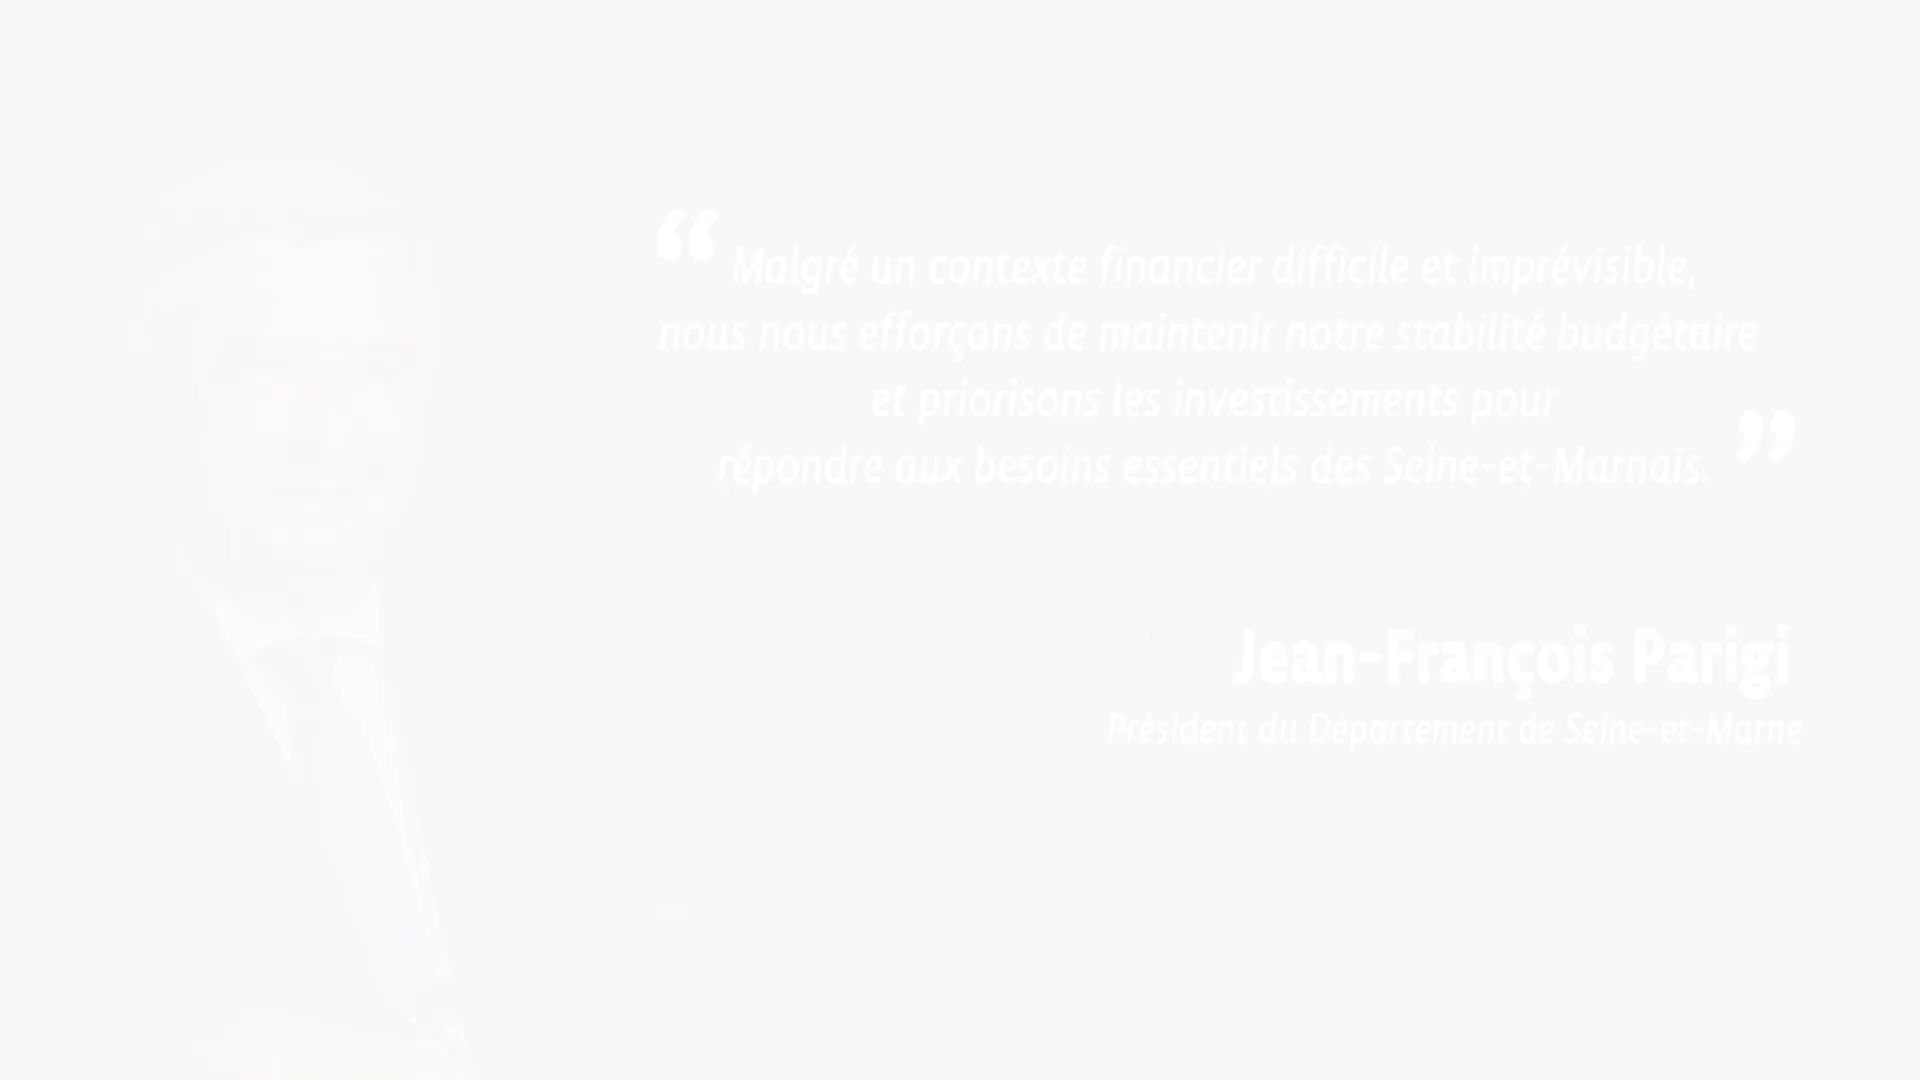 “ Malgré un contexte financier difficile et imprévisible,
nous nous efforçons de maintenir notre stabilité budgétaire
et priorisons les investissements pour
répondre aux besoins essentiels des Seine-et-Marnais. ”
Jean-François Parigi
Président du Département de Seine-et-Marne